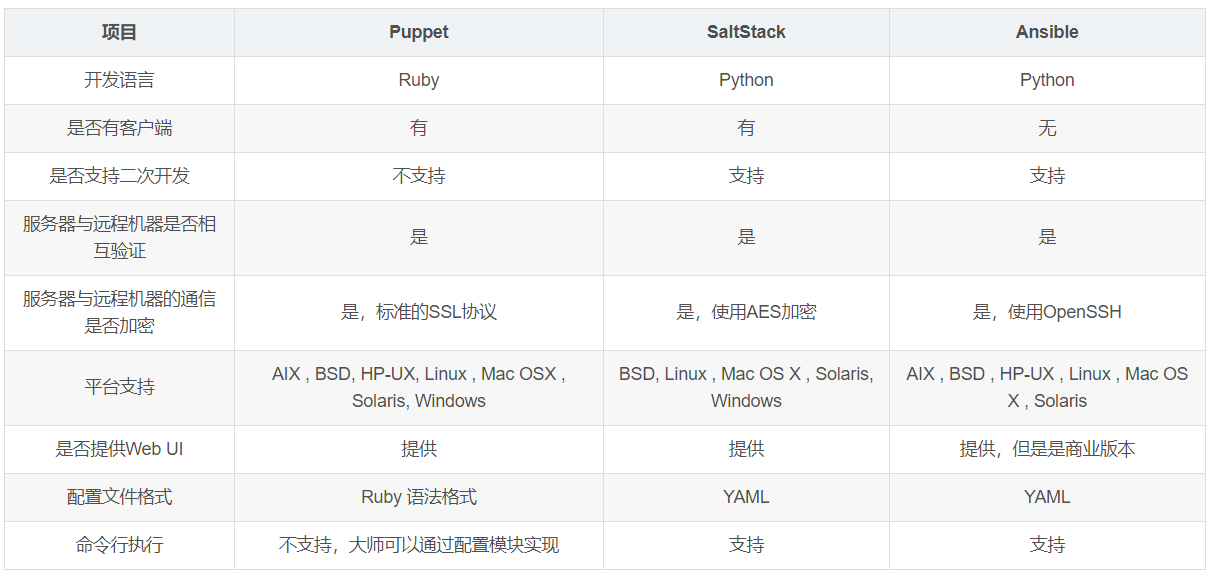 项目 Puppet SaltStack Ansible
开发语言 Ruby Python Python
是否有客户端 有 有 无
是否支持二次开发 不支持 支持 支持
服务器与远程机器是否相
互验证 是 是 是
服务器与远程机器的通信
是否加密 是，标准的SSL协议 是，使用AES加密 是，使用OpenSSH
平台支持 AIX , BSD, HP-UX, Linux , Mac OSX ,
Solaris, Windows BSD, Linux , Mac OS X , Solaris,
Windows AIX , BSD , HP-UX , Linux , Mac OS
X , Solaris
是否提供Web UI 提供 提供 提供，但是是商业版本
配置文件格式 Ruby 语法格式 YAML YAML
命令行执行 不支持，大师可以通过配置模块实现 支持 支持